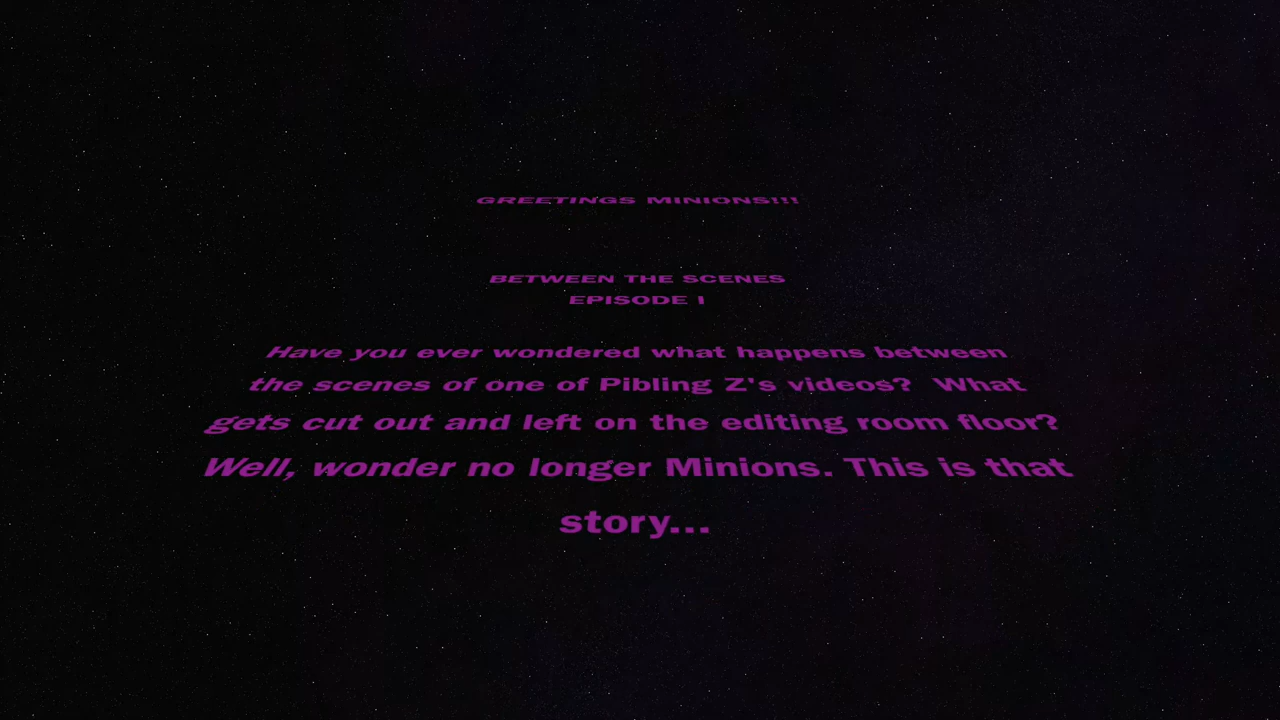 GREETINGS MINIONS!!!
BETWEEN THE SCENES
EPISODE I
Have you ever wondered what happens between
the scenes of one of Pibling Z's videos?  What
gets cut out and left on the editing room floor?
Well, wonder no longer Minions. This is that
story...